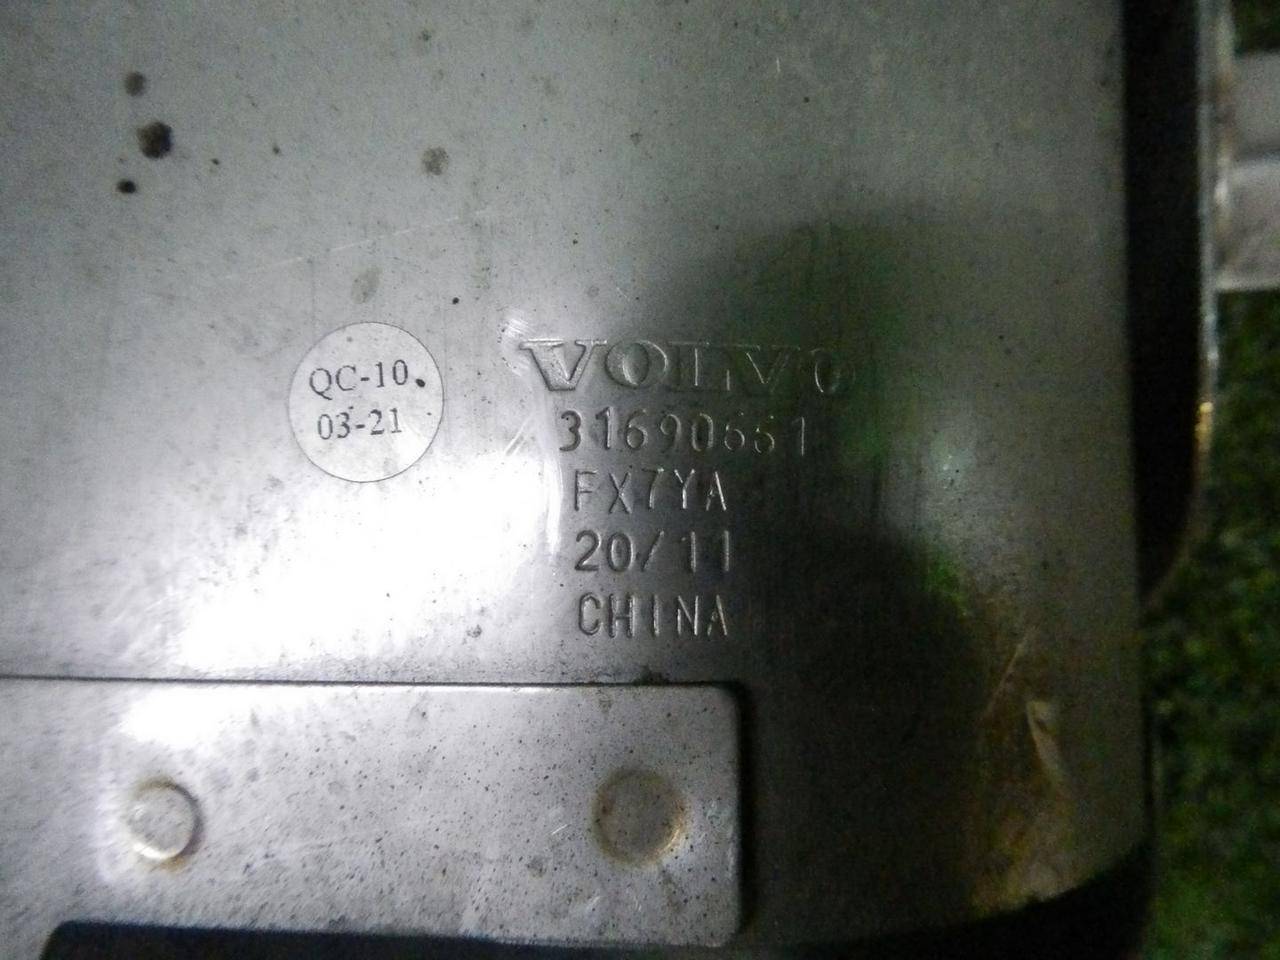 QC-10
03-21
VOLVO
31690661
FX7YA
20/11
CHINA